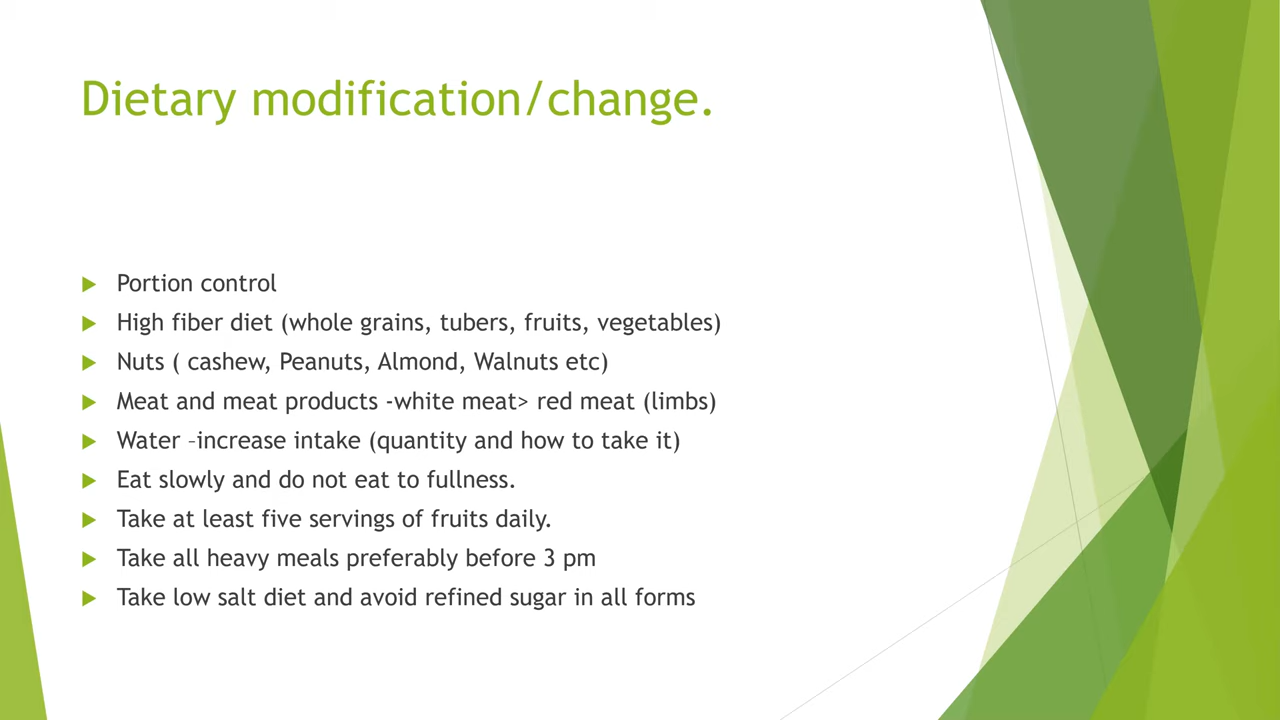 Dietary modification/change.
Portion control
High fiber diet (whole grains, tubers, fruits, vegetables)
Nuts ( cashew, Peanuts, Almond, Walnuts etc)
Meat and meat products -white meat> red meat (limbs)
Water –increase intake (quantity and how to take it)
Eat slowly and do not eat to fullness.
Take at least five servings of fruits daily.
Take all heavy meals preferably before 3 pm
Take low salt diet and avoid refined sugar in all forms